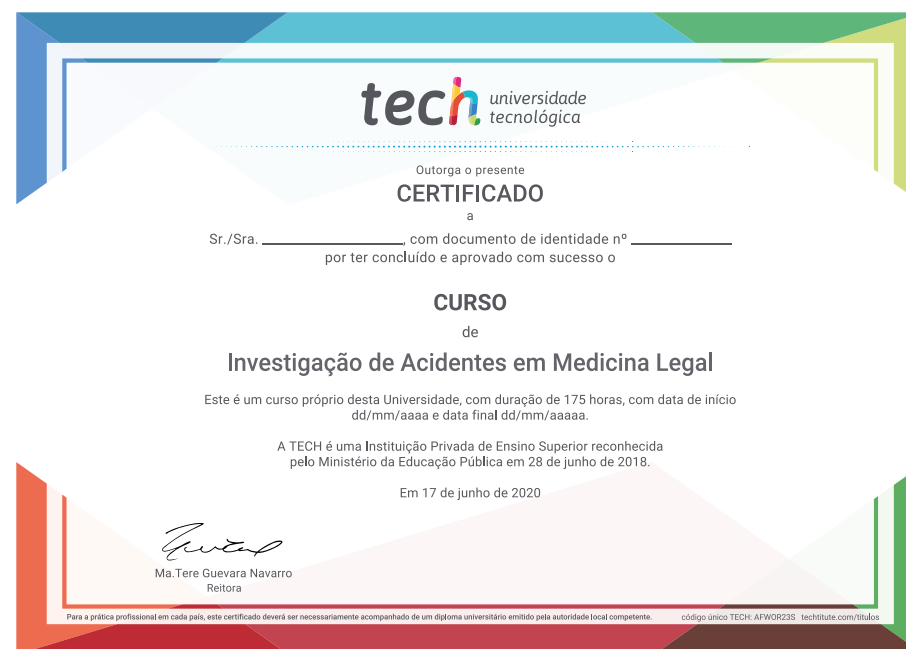 tech universidade
tecnológica
Outorga o presente
CERTIFICADO
a
Sr./Sra. , com documento de identidade nº
por ter concluído e aprovado com sucesso o
CURSO
de
Investigação de Acidentes em Medicina Legal
Este é um curso próprio desta Universidade, com duração de 175 horas, com data de início
dd/mm/aaaa e data final dd/mm/aaaaa.
A TECH é uma Instituição Privada de Ensino Superior reconhecida
pelo Ministério da Educação Pública em 28 de junho de 2018.
Em 17 de junho de 2020
Ma.Tere Guevara Navarro
Reitora
Para a prática profissional em cada país, este certificado deverá ser necessariamente acompanhado de um diploma universitário emitido pela autoridade local competente. código único TECH: AFWOR23S techtitute.com/titulos